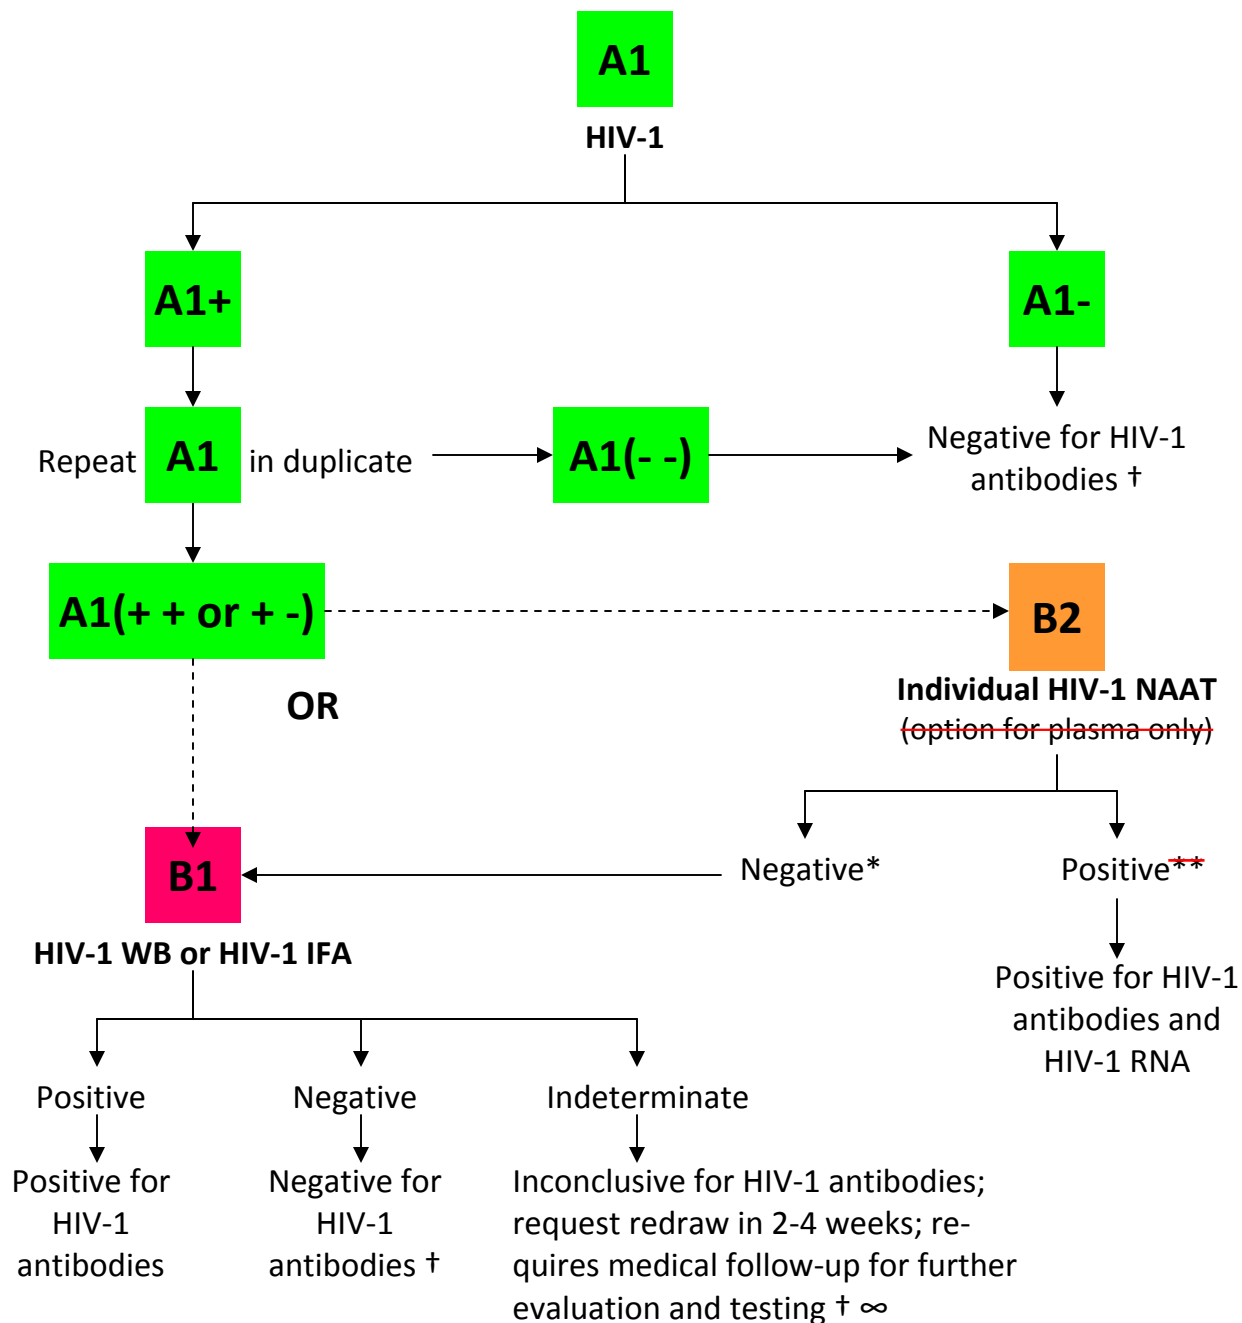 A1
HIV-1
A1+
A1-
Repeat A1 in duplicate
A1(- -)
Negative for HIV-1
antibodies †
A1(+ + or + -)
B2
Individual HIV-1 NAAT
(option for plasma only)
OR
B1
HIV-1 WB or HIV-1 IFA
Negative*
Positive**
Positive for HIV-1
antibodies and
HIV-1 RNA
Positive
Negative
Indeterminate
Positive for
HIV-1
antibodies
Negative for
HIV-1
antibodies †
Inconclusive for HIV-1 antibodies;
request redraw in 2-4 weeks; re-
quires medical follow-up for further
evaluation and testing † ∞